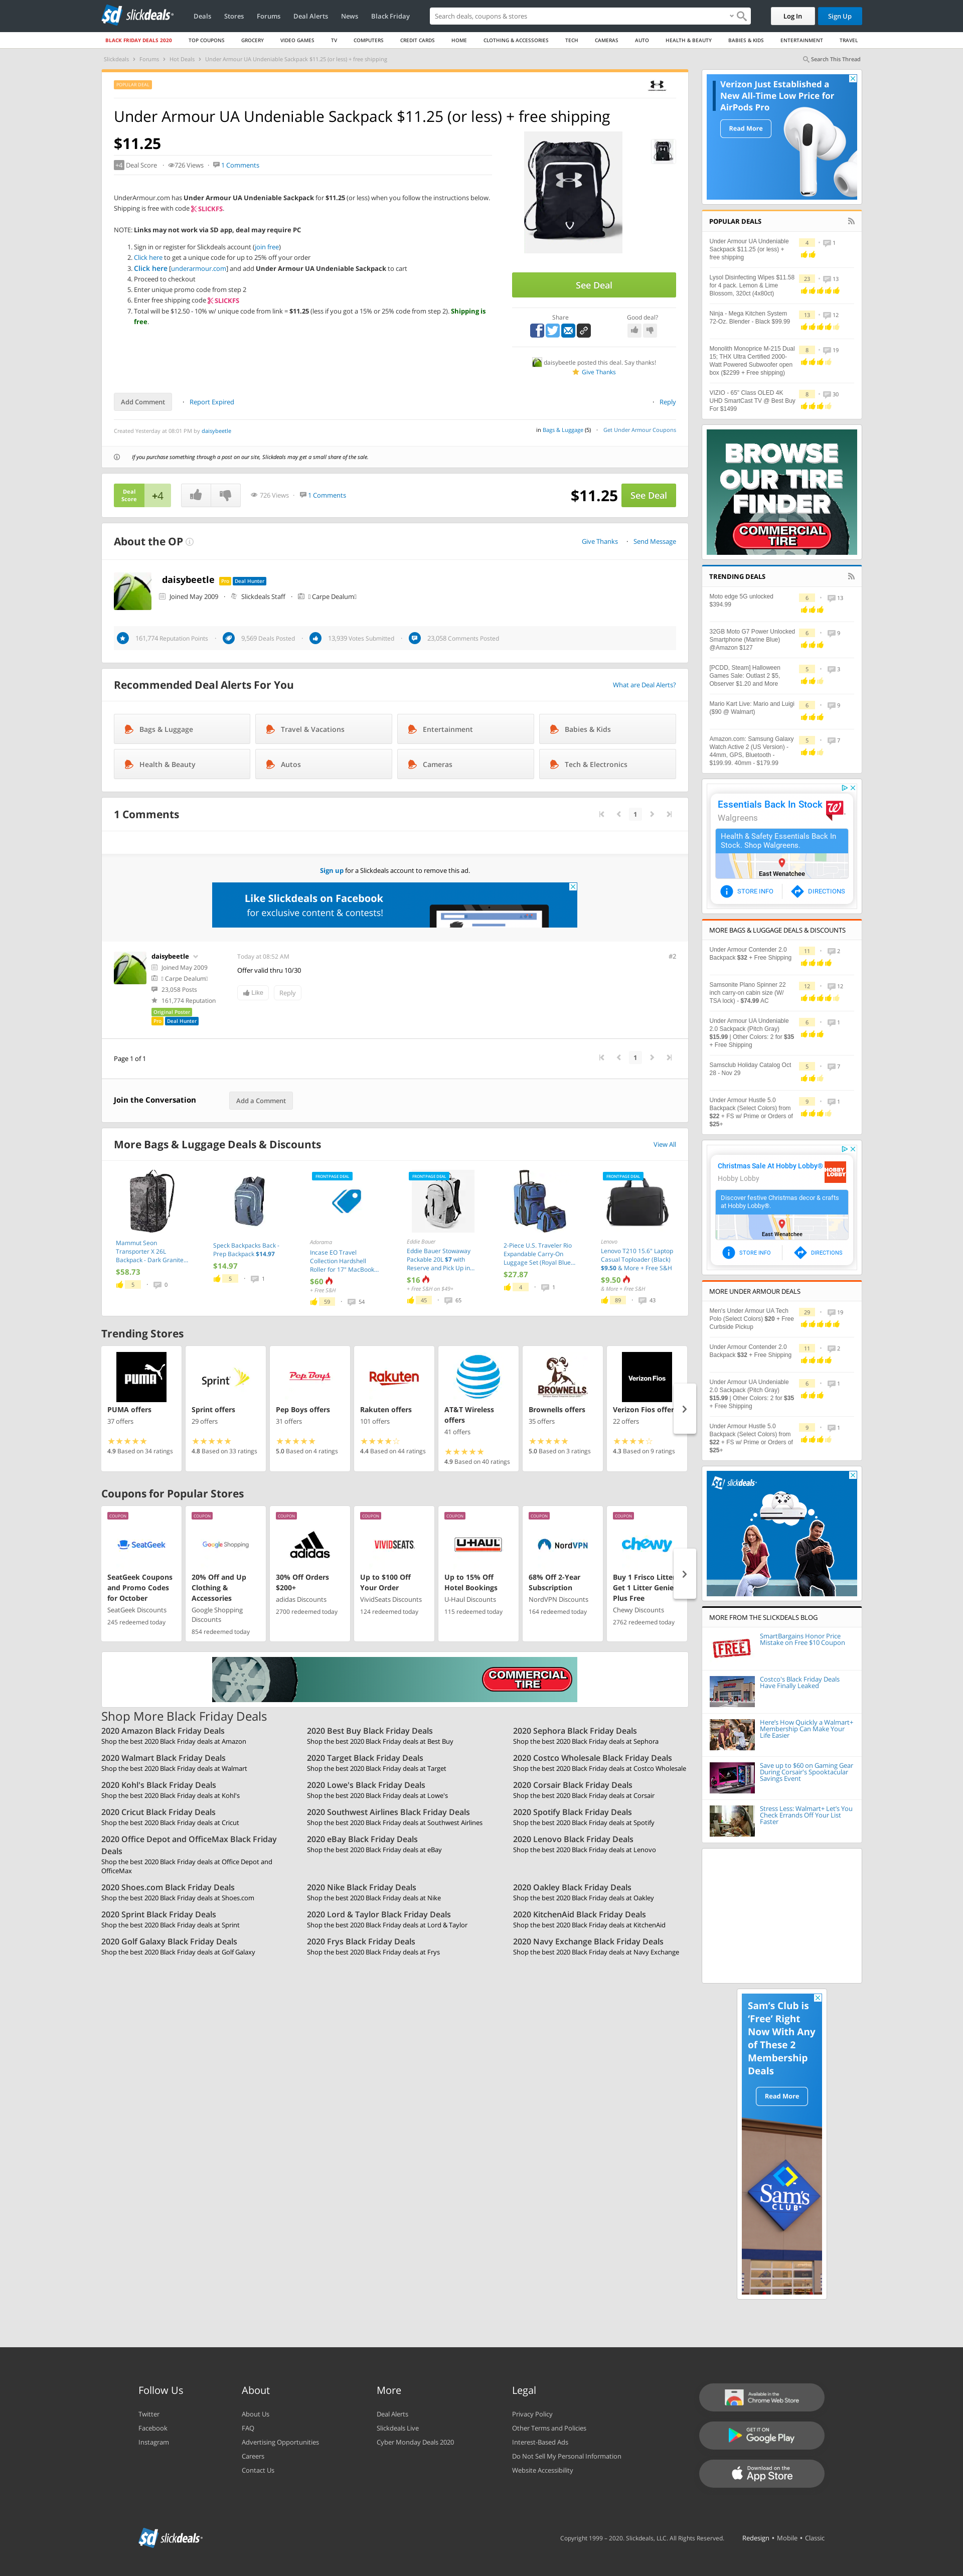 slickdeals
Deals Stores Forums Deal Alerts News Black Friday
Search deals, coupons & stores
Log In Sign Up
BLACK FRIDAY DEALS 2020 TOP COUPONS GROCERY VIDEO GAMES TV COMPUTERS CREDIT CARDS HOME CLOTHING & ACCESSORIES TECH CAMERAS AUTO HEALTH & BEAUTY BABIES & KIDS ENTERTAINMENT TRAVEL
Slickdeals Forums Hot Deals Under Armour UA Undeniable Sackpack $11.25 (or less) + free shipping
Search This Thread
POPULAR DEAL
Under Armour UA Undeniable Sackpack $11.25 (or less) + free shipping
$11.25
+4 Deal Score 726 Views 1 Comments
UnderArmour.com has Under Armour UA Undeniable Sackpack for $11.25 (or less) when you follow the instructions below.
Shipping is free with code SLICKFS.
NOTE: Links may not work via SD app, deal may require PC
1. Sign in or register for Slickdeals account (join free)
2. Click here to get a unique code for up to 25% off your order
3. Click here [underarmour.com] and add Under Armour UA Undeniable Sackpack to cart
4. Proceed to checkout
5. Enter unique promo code from step 2
6. Enter free shipping code SLICKFS
7. Total will be $12.50 - 10% w/ unique code from link = $11.25 (less if you got a 15% or 25% code from step 2). Shipping is
free.
See Deal
Share Good deal?
daisybeetle posted this deal. Say thanks!
Give Thanks
Add Comment Report Expired Reply
Created Yesterday at 08:01 PM by daisybeetle
in Bags & Luggage (5) Get Under Armour Coupons
If you purchase something through a post on our site, Slickdeals may get a small share of the sale.
Deal
Score
+4
726 Views 1 Comments
$11.25 See Deal
About the OP
Give Thanks Send Message
daisybeetle Pro Deal Hunter
Joined May 2009 Slickdeals Staff Carpe Dealum
161,774 Reputation Points 9,569 Deals Posted 13,939 Votes Submitted 23,058 Comments Posted
Recommended Deal Alerts For You
What are Deal Alerts?
Bags & Luggage Travel & Vacations Entertainment Babies & Kids
Health & Beauty Autos Cameras Tech & Electronics
1 Comments
1
Sign up for a Slickdeals account to remove this ad.
Like Slickdeals on Facebook
for exclusive content & contests!
daisybeetle
Joined May 2009
Carpe Dealum
23,058 Posts
161,774 Reputation
Original Poster
Pro Deal Hunter
Today at 08:52 AM
#2
Offer valid thru 10/30
Like Reply
Page 1 of 1
1
Join the Conversation
Add a Comment
More Bags & Luggage Deals & Discounts
View All
Mammut Seon
Transporter X 26L
Backpack - Dark Granite...
$58.73
5 0
Speck Backpacks Back -
Prep Backpack $14.97
$14.97
5 1
FRONTPAGE DEAL
Adorama
Incase EO Travel
Collection Hardshell
Roller for 17" MacBook...
$60
+ Free S&H
59 54
FRONTPAGE DEAL
Eddie Bauer
Eddie Bauer Stowaway
Packable 20L $7 with
Reserve and Pick Up in...
$16
+ Free S&H on $49+
45 65
2-Piece U.S. Traveler Rio
Expandable Carry-On
Luggage Set (Royal Blue...
$27.87
4 1
FRONTPAGE DEAL
Lenovo
Lenovo T210 15.6" Laptop
Casual Toploader (Black)
$9.50 & More + Free S&H
$9.50
& More + Free S&H
89 43
Trending Stores
PUMA
PUMA offers
37 offers
4.9 Based on 34 ratings
Sprint
Sprint offers
29 offers
4.8 Based on 33 ratings
Pep Boys
Pep Boys offers
31 offers
5.0 Based on 4 ratings
Rakuten
Rakuten offers
101 offers
4.4 Based on 44 ratings
AT&T Wireless
offers
41 offers
4.9 Based on 40 ratings
BROWNELLS
Brownells offers
35 offers
5.0 Based on 3 ratings
Verizon Fios
Verizon Fios offers
22 offers
4.3 Based on 9 ratings
Coupons for Popular Stores
COUPON
SeatGeek
SeatGeek Coupons
and Promo Codes
for October
SeatGeek Discounts
245 redeemed today
COUPON
Google Shopping
20% Off and Up
Clothing &
Accessories
Google Shopping
Discounts
854 redeemed today
COUPON
adidas
30% Off Orders
$200+
adidas Discounts
2700 redeemed today
COUPON
VIVIDSEATS
Up to $100 Off
Your Order
VividSeats Discounts
124 redeemed today
COUPON
U-HAUL
Up to 15% Off
Hotel Bookings
U-Haul Discounts
115 redeemed today
COUPON
NordVPN
68% Off 2-Year
Subscription
NordVPN Discounts
164 redeemed today
COUPON
chewy
Buy 1 Frisco Litter,
Get 1 Litter Genie
Plus Free
Chewy Discounts
2762 redeemed today
COMMERCIAL
TIRE
Shop More Black Friday Deals
2020 Amazon Black Friday Deals
Shop the best 2020 Black Friday deals at Amazon
2020 Best Buy Black Friday Deals
Shop the best 2020 Black Friday deals at Best Buy
2020 Sephora Black Friday Deals
Shop the best 2020 Black Friday deals at Sephora
2020 Walmart Black Friday Deals
Shop the best 2020 Black Friday deals at Walmart
2020 Target Black Friday Deals
Shop the best 2020 Black Friday deals at Target
2020 Costco Wholesale Black Friday Deals
Shop the best 2020 Black Friday deals at Costco Wholesale
2020 Kohl's Black Friday Deals
Shop the best 2020 Black Friday deals at Kohl's
2020 Lowe's Black Friday Deals
Shop the best 2020 Black Friday deals at Lowe's
2020 Corsair Black Friday Deals
Shop the best 2020 Black Friday deals at Corsair
2020 Cricut Black Friday Deals
Shop the best 2020 Black Friday deals at Cricut
2020 Southwest Airlines Black Friday Deals
Shop the best 2020 Black Friday deals at Southwest Airlines
2020 Spotify Black Friday Deals
Shop the best 2020 Black Friday deals at Spotify
2020 Office Depot and OfficeMax Black Friday
Deals
Shop the best 2020 Black Friday deals at Office Depot and
OfficeMax
2020 eBay Black Friday Deals
Shop the best 2020 Black Friday deals at eBay
2020 Lenovo Black Friday Deals
Shop the best 2020 Black Friday deals at Lenovo
2020 Shoes.com Black Friday Deals
Shop the best 2020 Black Friday deals at Shoes.com
2020 Nike Black Friday Deals
Shop the best 2020 Black Friday deals at Nike
2020 Oakley Black Friday Deals
Shop the best 2020 Black Friday deals at Oakley
2020 Sprint Black Friday Deals
Shop the best 2020 Black Friday deals at Sprint
2020 Lord & Taylor Black Friday Deals
Shop the best 2020 Black Friday deals at Lord & Taylor
2020 KitchenAid Black Friday Deals
Shop the best 2020 Black Friday deals at KitchenAid
2020 Golf Galaxy Black Friday Deals
Shop the best 2020 Black Friday deals at Golf Galaxy
2020 Frys Black Friday Deals
Shop the best 2020 Black Friday deals at Frys
2020 Navy Exchange Black Friday Deals
Shop the best 2020 Black Friday deals at Navy Exchange
Verizon Just Established a
New All-Time Low Price for
AirPods Pro
Read More
POPULAR DEALS
Under Armour UA Undeniable
Sackpack $11.25 (or less) +
free shipping
4 1
Lysol Disinfecting Wipes $11.58
for 4 pack. Lemon & Lime
Blossom, 320ct (4x80ct)
23 13
Ninja - Mega Kitchen System
72-Oz. Blender - Black $99.99
13 12
Monolith Monoprice M-215 Dual
15; THX Ultra Certified 2000-
Watt Powered Subwoofer open
box ($2299 + Free shipping)
8 19
VIZIO - 65" Class OLED 4K
UHD SmartCast TV @ Best Buy
For $1499
8 30
BROWSE
OUR TIRE
FINDER
COMMERCIAL
TIRE
TRENDING DEALS
Moto edge 5G unlocked
$394.99
6 13
32GB Moto G7 Power Unlocked
Smartphone (Marine Blue)
@Amazon $127
6 9
[PCDD, Steam] Halloween
Games Sale: Outlast 2 $5,
Observer $1.20 and More
5 3
Mario Kart Live: Mario and Luigi
($90 @ Walmart)
6 9
Amazon.com: Samsung Galaxy
Watch Active 2 (US Version) -
44mm, GPS, Bluetooth -
$199.99. 40mm - $179.99
5 7
Essentials Back In Stock
Walgreens
Health & Safety Essentials Back In
Stock. Shop Walgreens.
East Wenatchee
STORE INFO DIRECTIONS
MORE BAGS & LUGGAGE DEALS & DISCOUNTS
Under Armour Contender 2.0
Backpack $32 + Free Shipping
11 2
Samsonite Plano Spinner 22
inch carry-on cabin size (W/
TSA lock) - $74.99 AC
12 12
Under Armour UA Undeniable
2.0 Sackpack (Pitch Gray)
$15.99 | Other Colors: 2 for $35
+ Free Shipping
6 1
Samsclub Holiday Catalog Oct
28 - Nov 29
5 7
Under Armour Hustle 5.0
Backpack (Select Colors) from
$22 + FS w/ Prime or Orders of
$25+
9 1
Christmas Sale At Hobby Lobby®
Hobby Lobby
HOBBY
LOBBY
Discover festive Christmas decor & crafts
at Hobby Lobby®.
East Wenatchee
STORE INFO DIRECTIONS
MORE UNDER ARMOUR DEALS
Men's Under Armour UA Tech
Polo (Select Colors) $20 + Free
Curbside Pickup
29 19
Under Armour Contender 2.0
Backpack $32 + Free Shipping
11 2
Under Armour UA Undeniable
2.0 Sackpack (Pitch Gray)
$15.99 | Other Colors: 2 for $35
+ Free Shipping
6 1
Under Armour Hustle 5.0
Backpack (Select Colors) from
$22 + FS w/ Prime or Orders of
$25+
9 1
slickdeals
MORE FROM THE SLICKDEALS BLOG
FREE
SmartBargains Honor Price
Mistake on Free $10 Coupon
Costco's Black Friday Deals
Have Finally Leaked
Here's How Quickly a Walmart+
Membership Can Make Your
Life Easier
Save up to $60 on Gaming Gear
During Corsair's Spooktacular
Savings Event
Stress Less: Walmart+ Let's You
Check Errands Off Your List
Faster
Sam's Club is
'Free' Right
Now With Any
of These 2
Membership
Deals
Read More
Sam's
CLUB
Follow Us
Twitter
Facebook
Instagram
About
About Us
FAQ
Advertising Opportunities
Careers
Contact Us
More
Deal Alerts
Slickdeals Live
Cyber Monday Deals 2020
Legal
Privacy Policy
Other Terms and Policies
Interest-Based Ads
Do Not Sell My Personal Information
Website Accessibility
Available in the
Chrome Web Store
GET IT ON
Google Play
Download on the
App Store
slickdeals
Copyright 1999 – 2020. Slickdeals, LLC. All Rights Reserved.
Redesign • Mobile • Classic